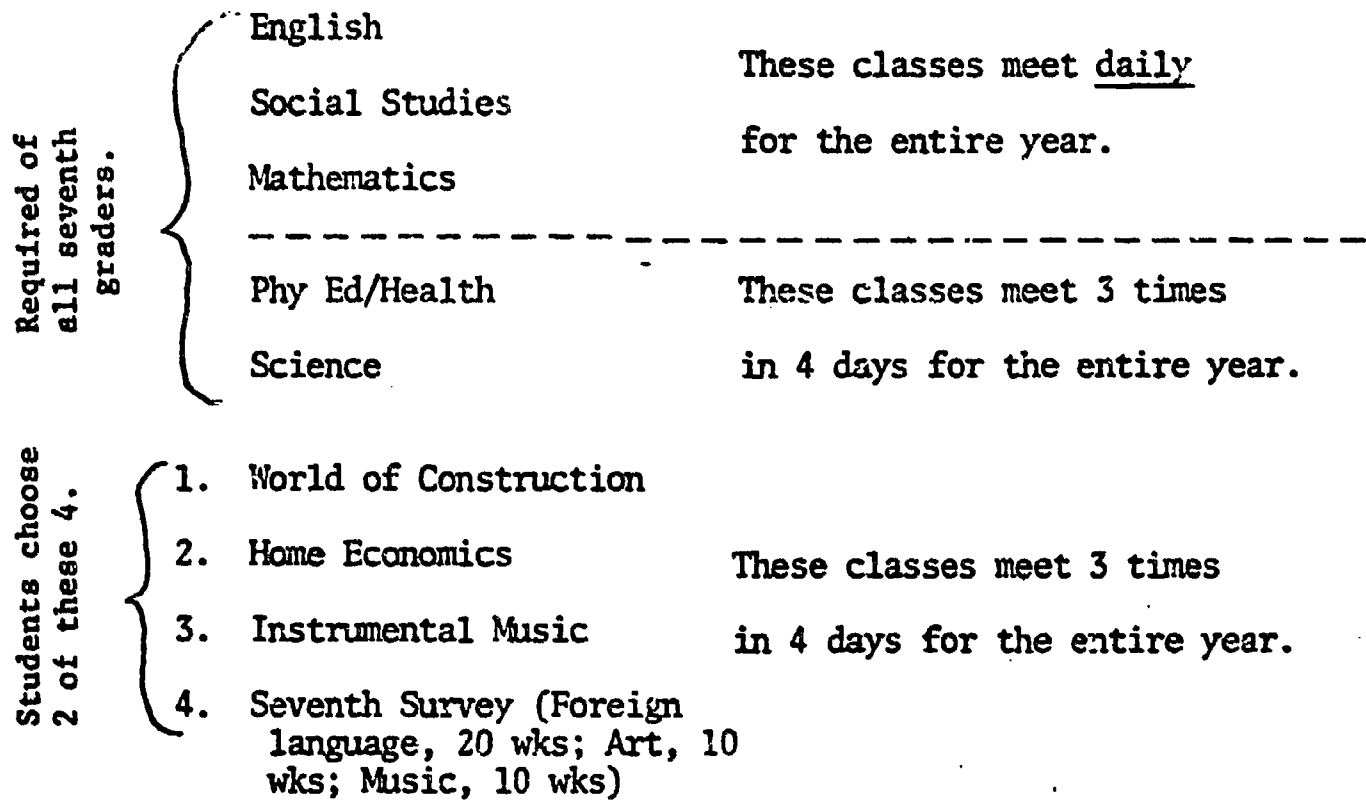 Required of
all seventh
graders.
English
Social Studies
Mathematics
These classes meet daily
for the entire year.
Phy Ed/Health
Science
These classes meet 3 times
in 4 days for the entire year.
Students choose
2 of these 4.
1. World of Construction
2. Home Economics
3. Instrumental Music
4. Seventh Survey (Foreign
language, 20 wks; Art, 10
wks; Music, 10 wks)
These classes meet 3 times
in 4 days for the entire year.